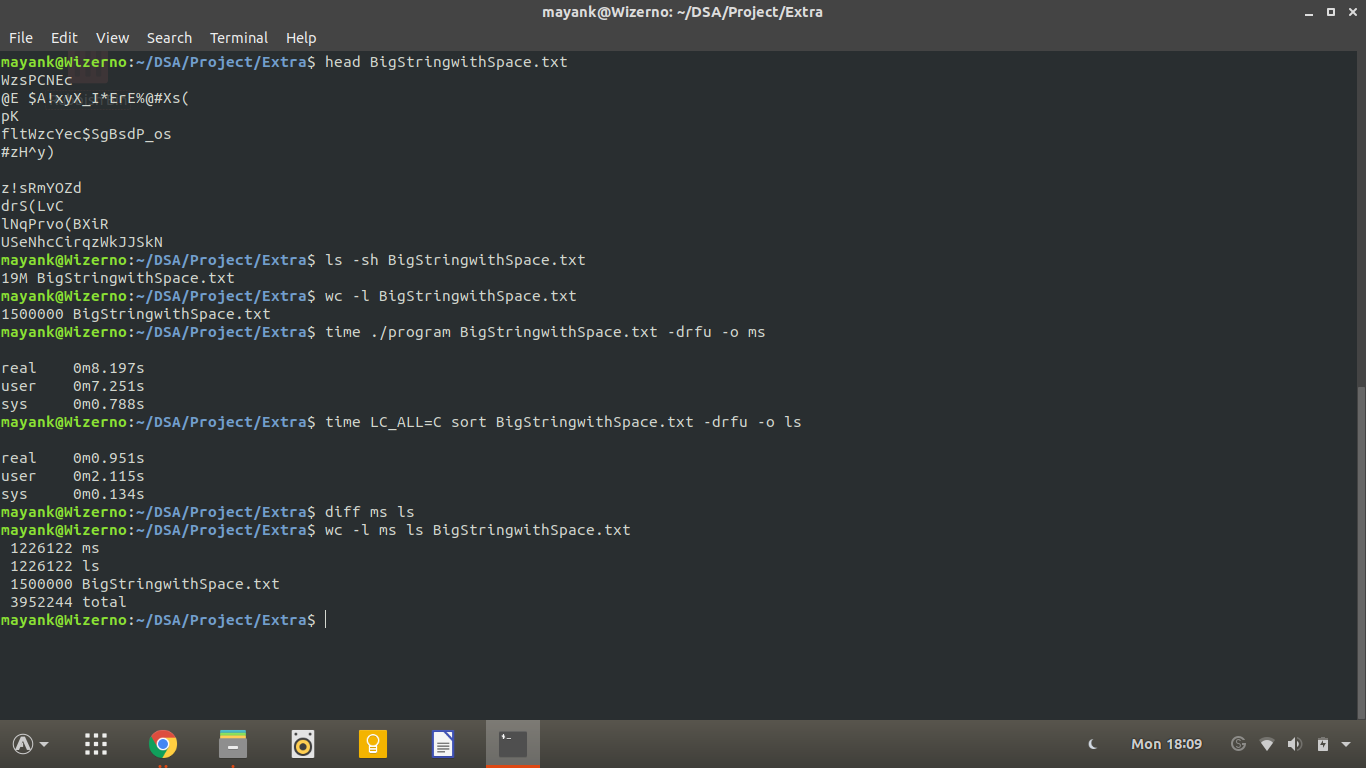 mayank@Wizerno: ~/DSA/Project/Extra
File Edit View Search Terminal Help
mayank@Wizerno:~/DSA/Project/Extra$ head BigStringwithSpace.txt
WzsPCNEc
@E $A!xyyX_J*ErE%@#Xs(
pK
fltWzcYec$SgBsdP_os
#zH^y)

z!sRmYOZd
drS(LvC
lNqPrvo(BXiR
USeNhcCirqzWkJJSkN
mayank@Wizerno:~/DSA/Project/Extra$ ls -sh BigStringwithSpace.txt
19M BigStringwithSpace.txt
mayank@Wizerno:~/DSA/Project/Extra$ wc -l BigStringwithSpace.txt
1500000 BigStringwithSpace.txt
mayank@Wizerno:~/DSA/Project/Extra$ time ./program BigStringwithSpace.txt -drfu -o ms

real    0m8.197s
user    0m7.251s
sys     0m0.788s
mayank@Wizerno:~/DSA/Project/Extra$ time LC_ALL=C sort BigStringwithSpace.txt -drfu -o ls

real    0m0.951s
user    0m2.115s
sys     0m0.134s
mayank@Wizerno:~/DSA/Project/Extra$ diff ms ls
mayank@Wizerno:~/DSA/Project/Extra$ wc -l ms ls BigStringwithSpace.txt
 1226122 ms
 1226122 ls
 1500000 BigStringwithSpace.txt
 3952244 total
mayank@Wizerno:~/DSA/Project/Extra$
Mon 18:09